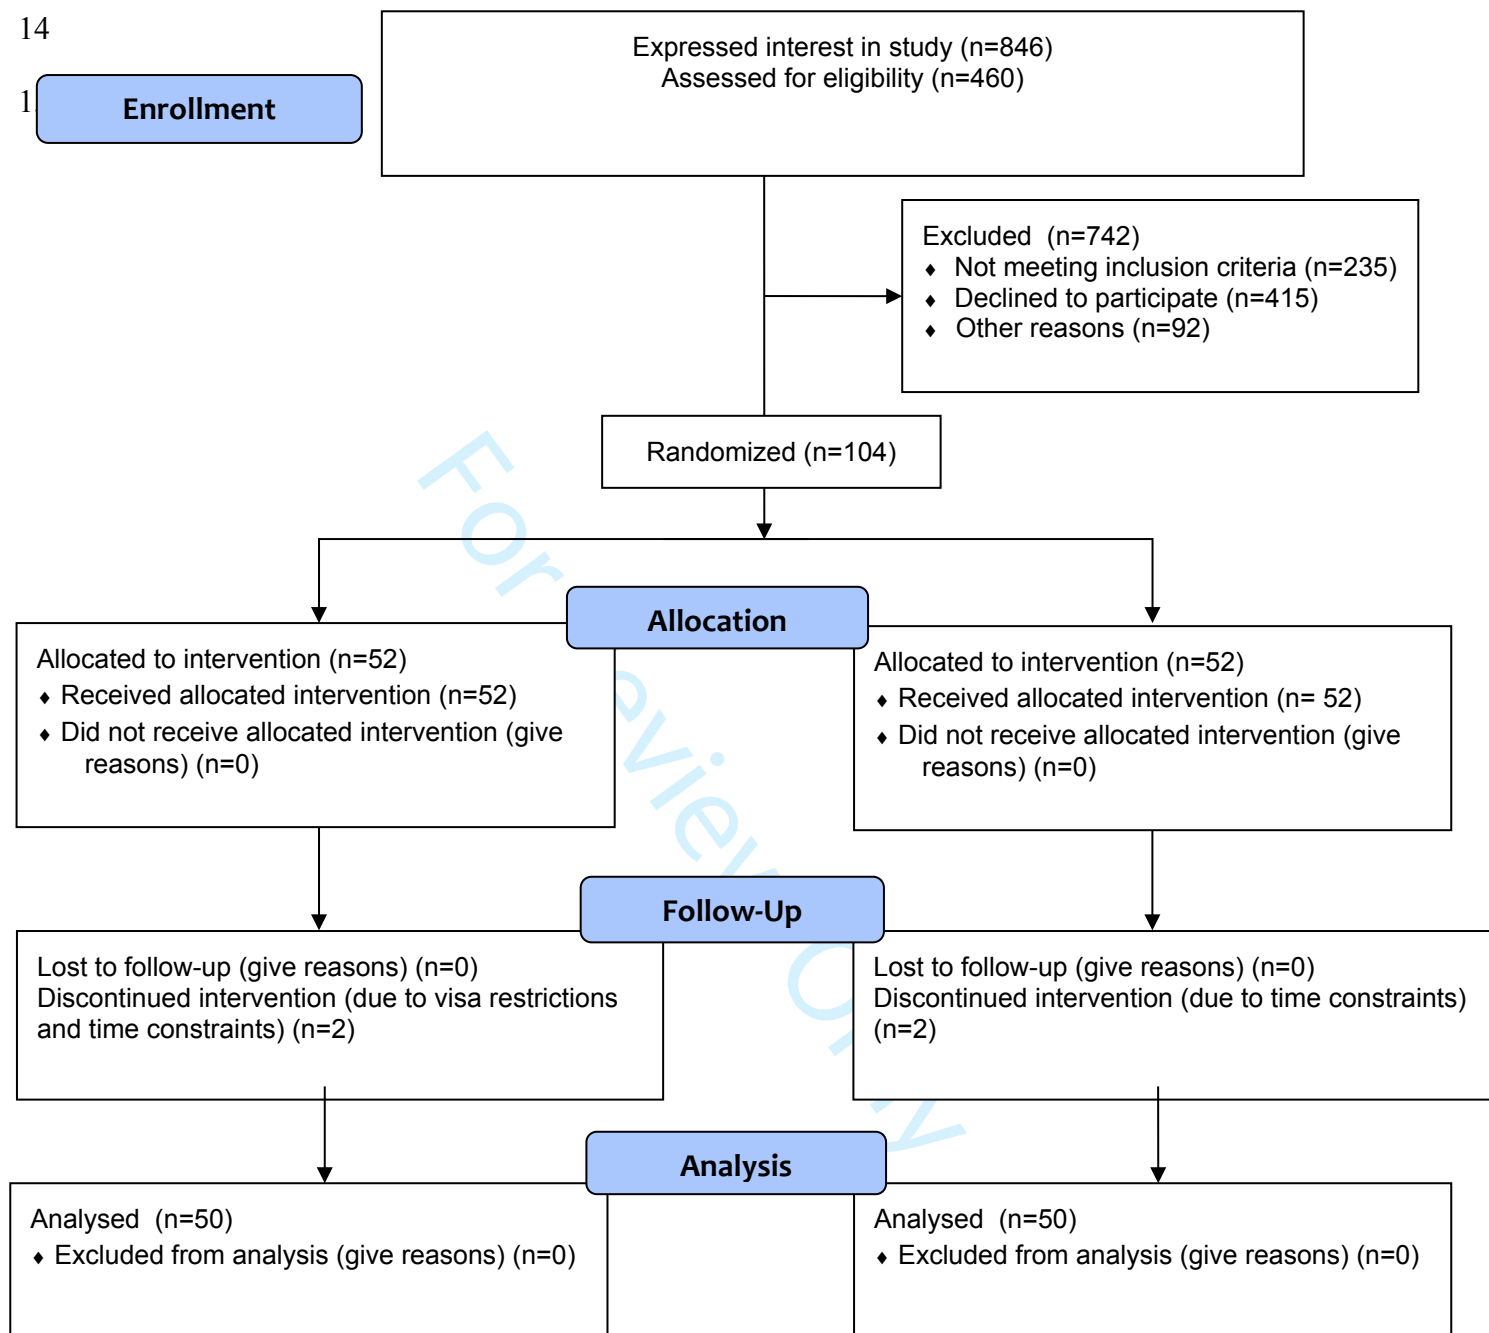 14
Expressed interest in study (n=846)
Assessed for eligibility (n=460)
1
Enrollment
Excluded (n=742)
♦ Not meeting inclusion criteria (n=235)
♦ Declined to participate (n=415)
♦ Other reasons (n=92)
Randomized (n=104)
Allocation
Allocated to intervention (n=52)
♦ Received allocated intervention (n=52)
♦ Did not receive allocated intervention (give
reasons) (n=0)
Allocated to intervention (n=52)
♦ Received allocated intervention (n= 52)
♦ Did not receive allocated intervention (give
reasons) (n=0)
Follow-Up
Lost to follow-up (give reasons) (n=0)
Discontinued intervention (due to visa restrictions
and time constraints) (n=2)
Lost to follow-up (give reasons) (n=0)
Discontinued intervention (due to time constraints)
(n=2)
Analysis
Analysed (n=50)
♦ Excluded from analysis (give reasons) (n=0)
Analysed (n=50)
♦ Excluded from analysis (give reasons) (n=0)
For Review Only